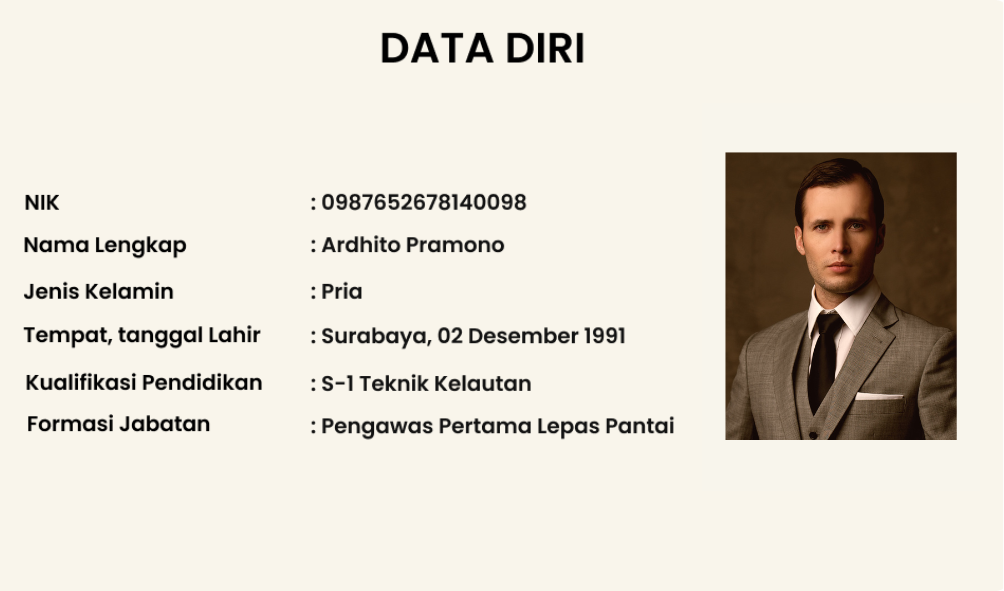 DATA DIRI
NIK : 0987652678140098
Nama Lengkap : Ardhito Pramono
Jenis Kelamin : Pria
Tempat, tanggal Lahir : Surabaya, 02 Desember 1991
Kualifikasi Pendidikan : S-1 Teknik Kelautan
Formasi Jabatan : Pengawas Pertama Lepas Pantai